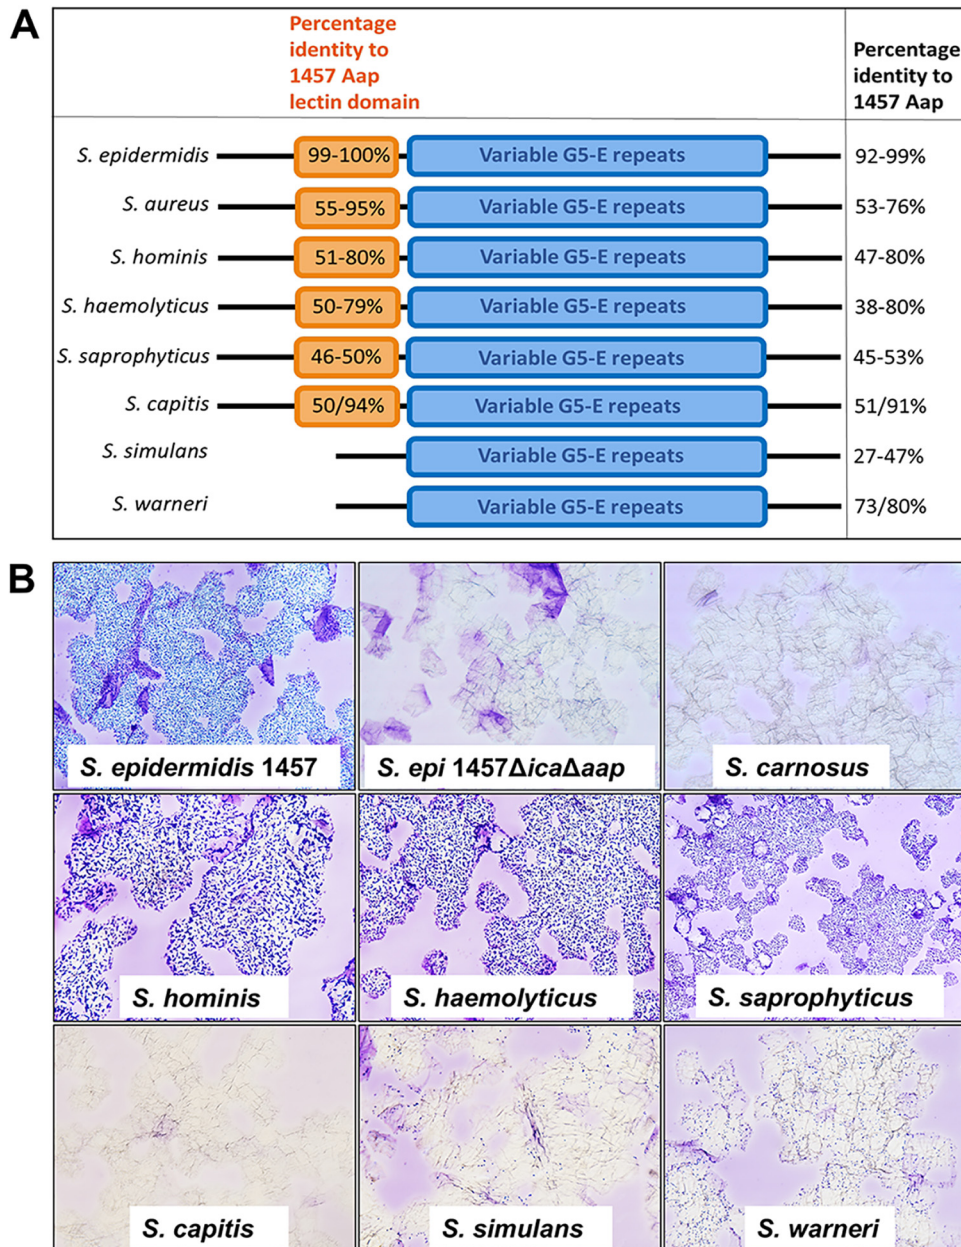 A
Percentage
identity to
1457 Aap
lectin domain
Percentage
identity to
1457 Aap
S. epidermidis 99-100% Variable G5-E repeats 92-99%
S. aureus 55-95% Variable G5-E repeats 53-76%
S. hominis 51-80% Variable G5-E repeats 47-80%
S. haemolyticus 50-79% Variable G5-E repeats 38-80%
S. saprophyticus 46-50% Variable G5-E repeats 45-53%
S. capitis 50/94% Variable G5-E repeats 51/91%
S. simulans Variable G5-E repeats 27-47%
S. warneri Variable G5-E repeats 73/80%
B
S. epidermidis 1457 S. epi 1457ΔicaΔaap S. carnosus
S. hominis S. haemolyticus S. saprophyticus
S. capitis S. simulans S. warneri